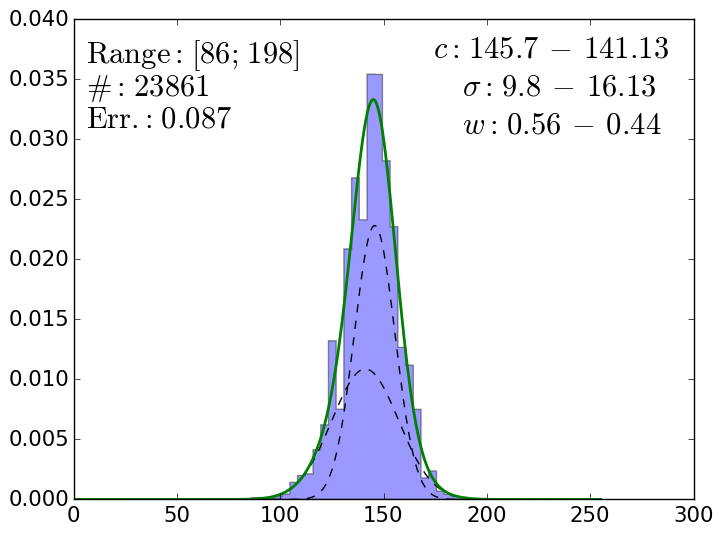 0.040
0.035
0.030
0.025
0.020
0.015
0.010
0.005
0.000
0 50 100 150 200 250 300
Range : [86; 198]
# : 23861
Err. : 0.087
c : 145.7 − 141.13
σ : 9.8 − 16.13
w : 0.56 − 0.44